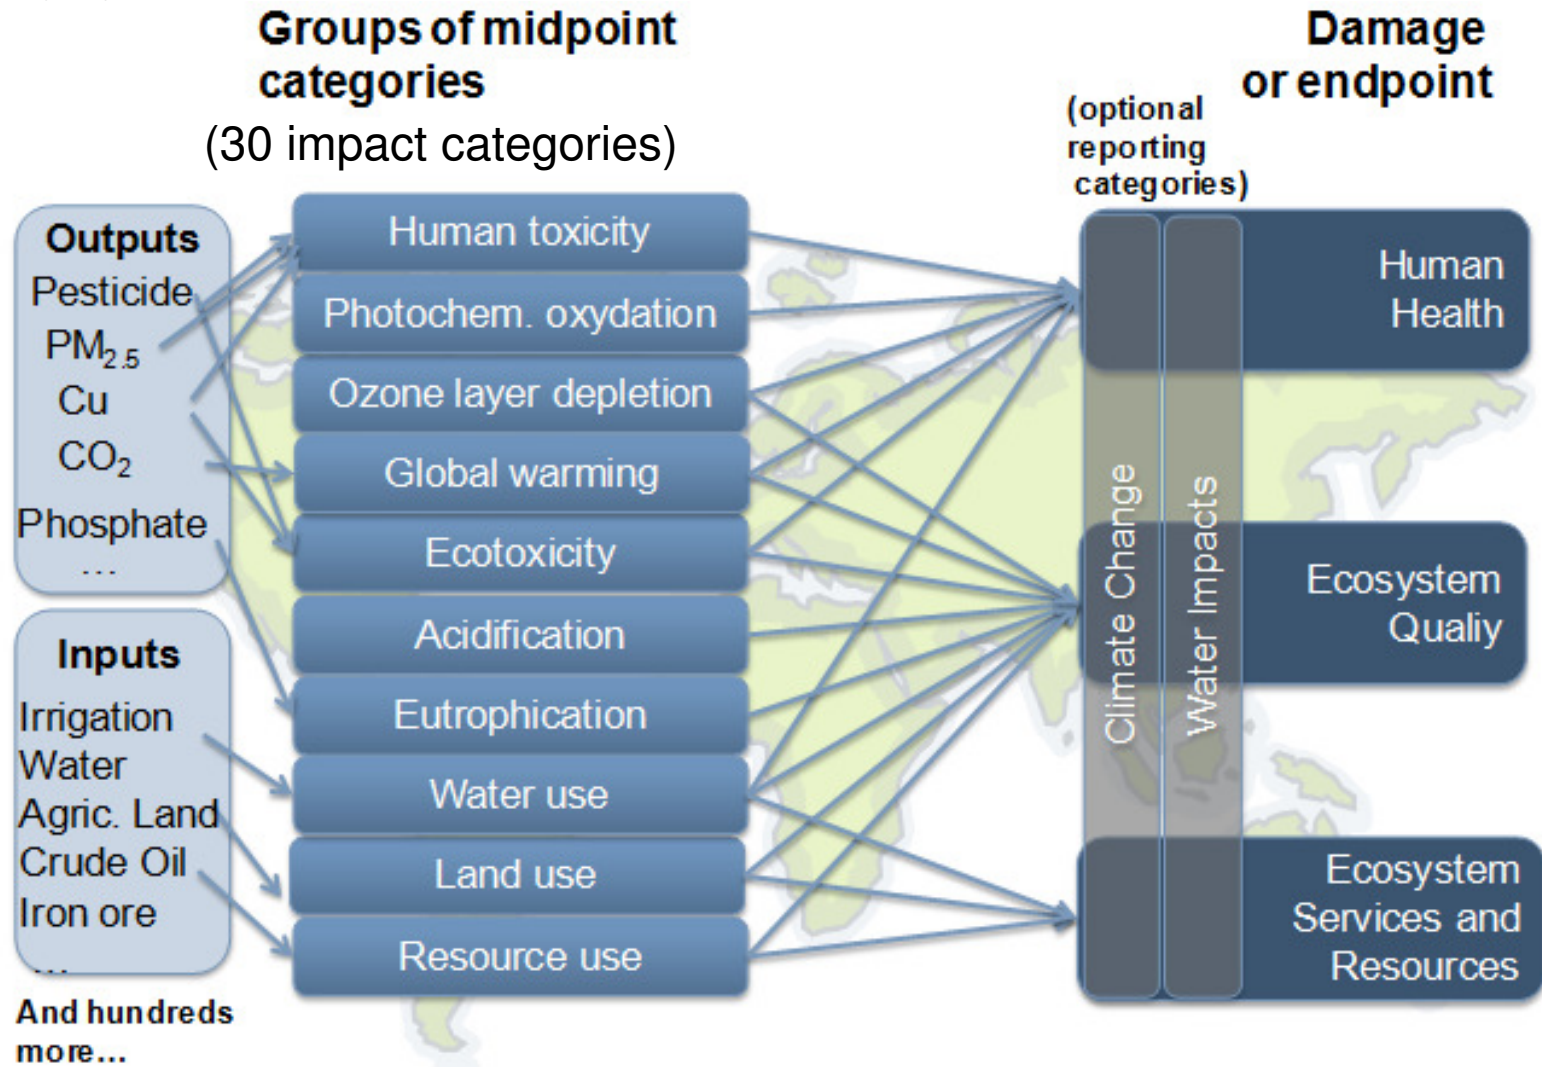 Groups of midpoint
categories
(30 impact categories)
Damage
or endpoint
(optional
reporting
categories)
Outputs
Pesticide
PM2.5
Cu
CO2
Phosphate
...
Inputs
Irrigation
Water
Agric. Land
Crude Oil
Iron ore
...
And hundreds
more...
Human toxicity
Photochem. oxydation
Ozone layer depletion
Global warming
Ecotoxicity
Acidification
Eutrophication
Water use
Land use
Resource use
Climate Change
Water Impacts
Human
Health
Ecosystem
Qualiy
Ecosystem
Services and
Resources